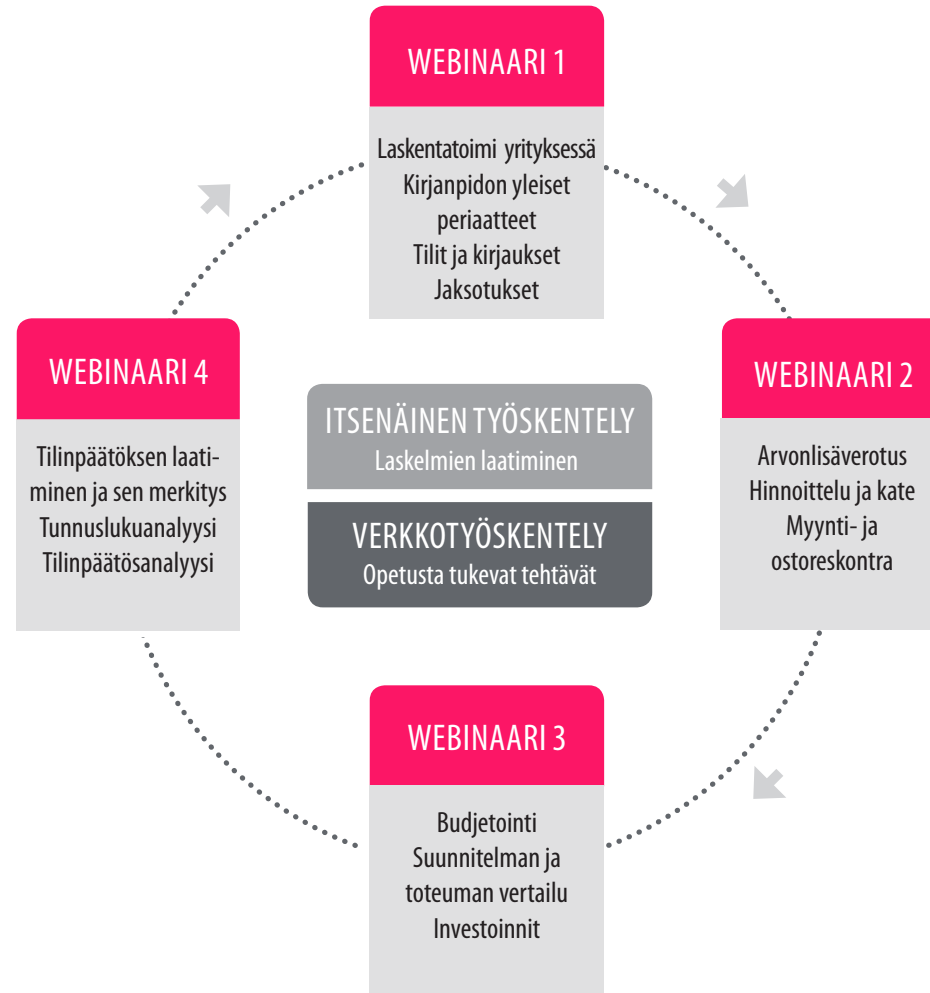 WEBINAARI 1
Laskentatoimi yrityksessä
Kirjanpidon yleiset
periaatteet
Tilit ja kirjaukset
Jaksotukset
WEBINAARI 2
Arvonlisäverotus
Hinnoittelu ja kate
Myynti- ja
ostoreskontra
WEBINAARI 3
Budjetointi
Suunnitelman ja
toteuman vertailu
Investoinnit
WEBINAARI 4
Tilinpäätöksen laati-
minen ja sen merkitys
Tunnuslukuanalyysi
Tilinpäätösanalyysi
ITSENÄINEN TYÖSKENTELY
Laskelmien laatiminen
VERKKOTYÖSKENTELY
Opetusta tukevat tehtävät